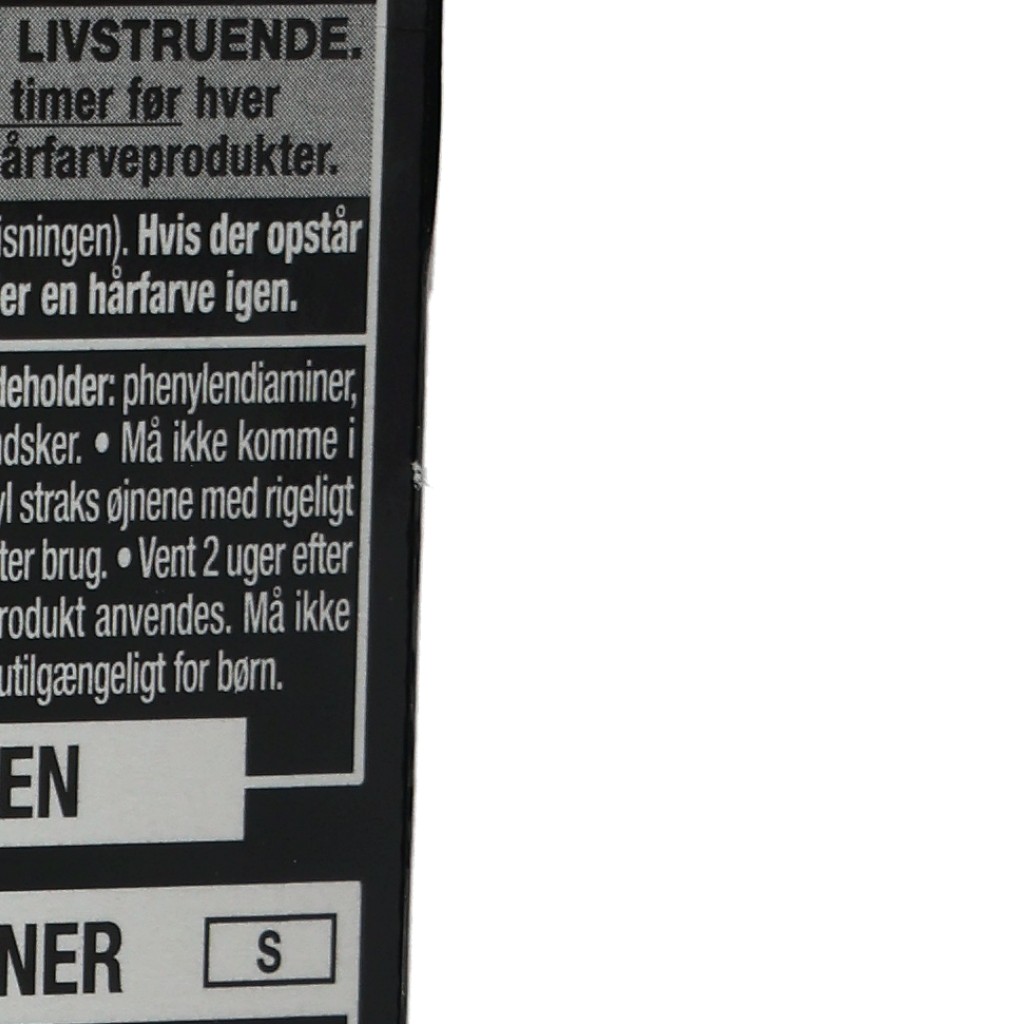 LIVSTRUENDE.
timer før hver
årfarveprodukter.
isningen). Hvis der opstår
er en hårfarve igen.
deholder: phenylendiaminer,
dsker. • Må ikke komme i
yl straks øjnene med rigeligt
ter brug. • Vent 2 uger efter
rodukt anvendes. Må ikke
utilgængeligt for børn.
EN
NER S